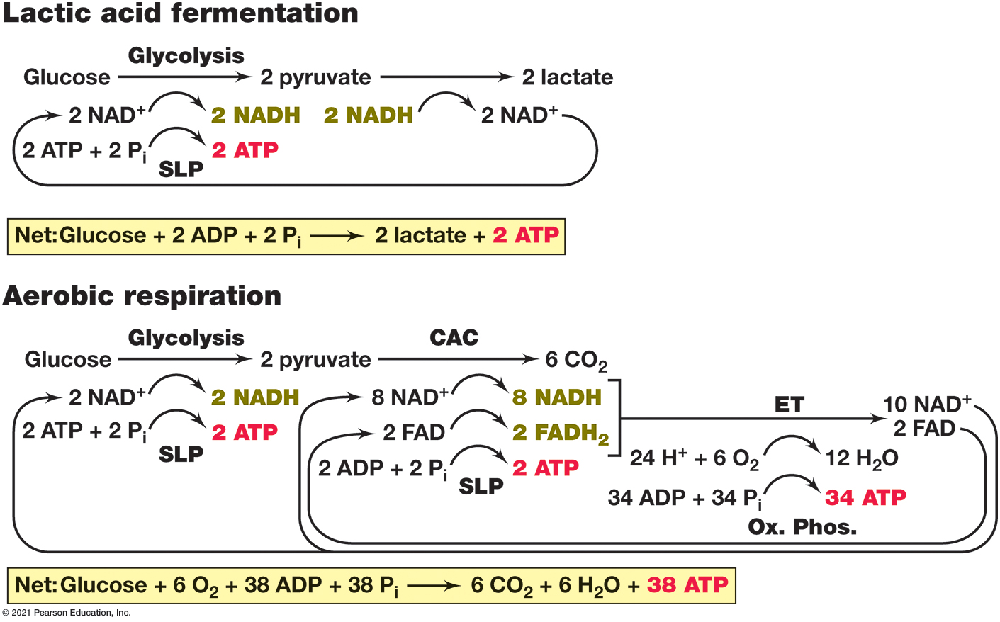 Lactic acid fermentation
Glycolysis
Glucose 2 pyruvate 2 lactate
2 NAD⁺ 2 NADH 2 NADH 2 NAD⁺
2 ATP + 2 Pᵢ 2 ATP
SLP
Net: Glucose + 2 ADP + 2 Pᵢ → 2 lactate + 2 ATP
Aerobic respiration
Glycolysis CAC
Glucose 2 pyruvate 6 CO₂
2 NAD⁺ 2 NADH 8 NAD⁺ 8 NADH ET 10 NAD⁺
2 ATP + 2 Pᵢ 2 ATP 2 FAD 2 FADH₂ 2 FAD
SLP 24 H⁺ + 6 O₂ 12 H₂O
2 ADP + 2 Pᵢ 2 ATP
SLP 34 ADP + 34 Pᵢ 34 ATP
Ox. Phos.
Net: Glucose + 6 O₂ + 38 ADP + 38 Pᵢ → 6 CO₂ + 6 H₂O + 38 ATP
© 2021 Pearson Education, Inc.